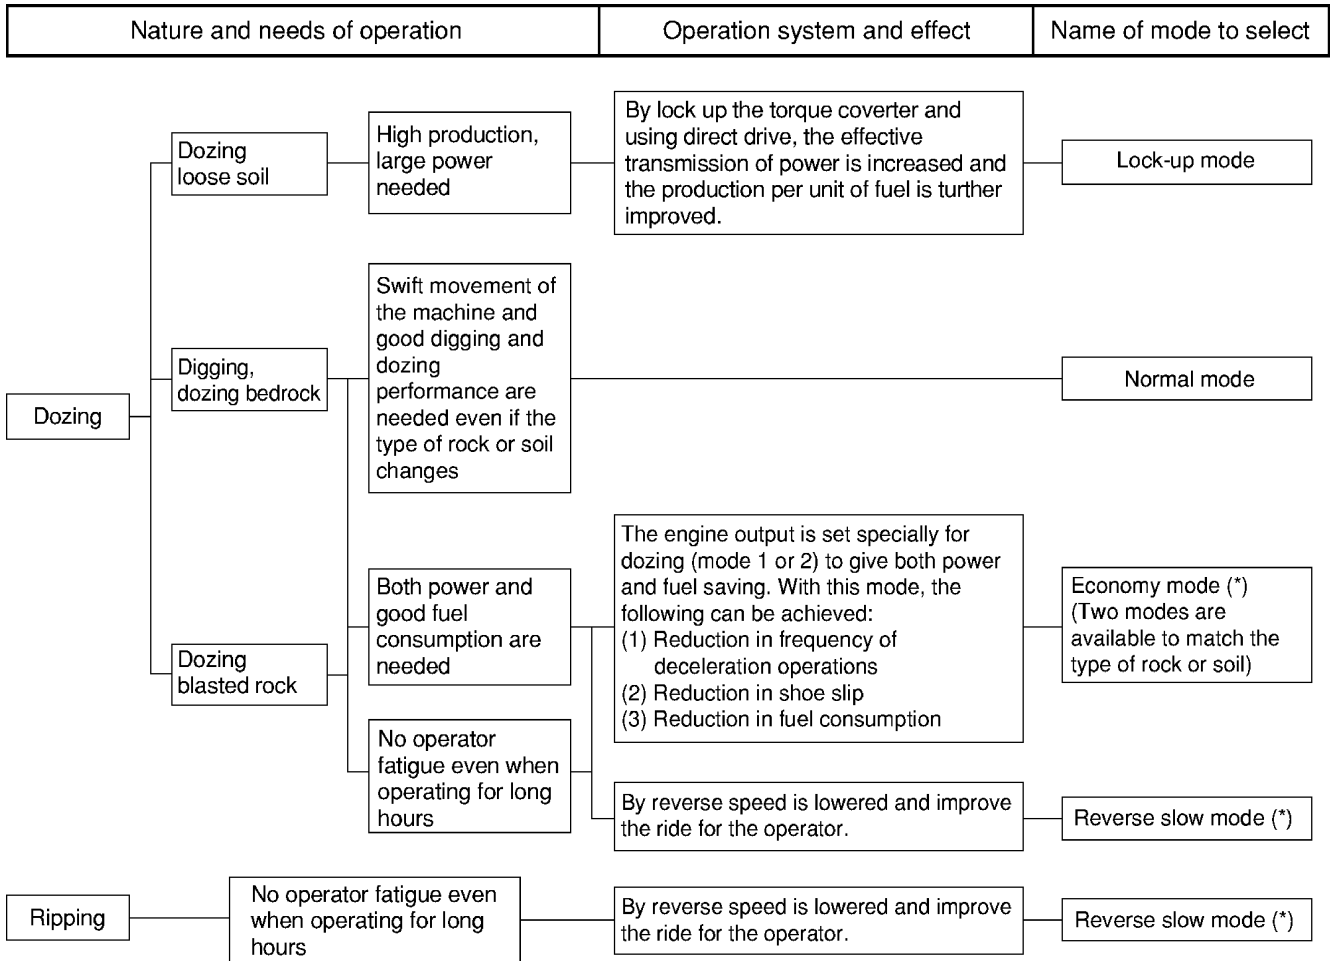 Nature and needs of operation
Operation system and effect
Name of mode to select
Dozing
Dozing
loose soil
High production,
large power
needed
By lock up the torque coverter and
using direct drive, the effective
transmission of power is increased and
the production per unit of fuel is turther
improved.
Lock-up mode
Digging,
dozing bedrock
Swift movement of
the machine and
good digging and
dozing
performance are
needed even if the
type of rock or soil
changes
Normal mode
Dozing
blasted rock
Both power and
good fuel
consumption are
needed
The engine output is set specially for
dozing (mode 1 or 2) to give both power
and fuel saving. With this mode, the
following can be achieved:
(1) Reduction in frequency of
deceleration operations
(2) Reduction in shoe slip
(3) Reduction in fuel consumption
Economy mode (*)
(Two modes are
available to match the
type of rock or soil)
No operator
fatigue even when
operating for long
hours
By reverse speed is lowered and improve
the ride for the operator.
Reverse slow mode (*)
Ripping
No operator fatigue even
when operating for long
hours
By reverse speed is lowered and improve
the ride for the operator.
Reverse slow mode (*)